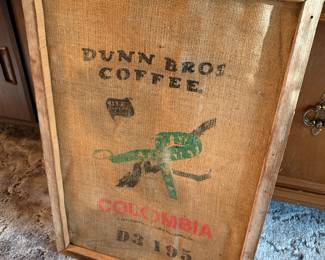 DUNN BROS
COFFEE
COLOMBIA
D3 195